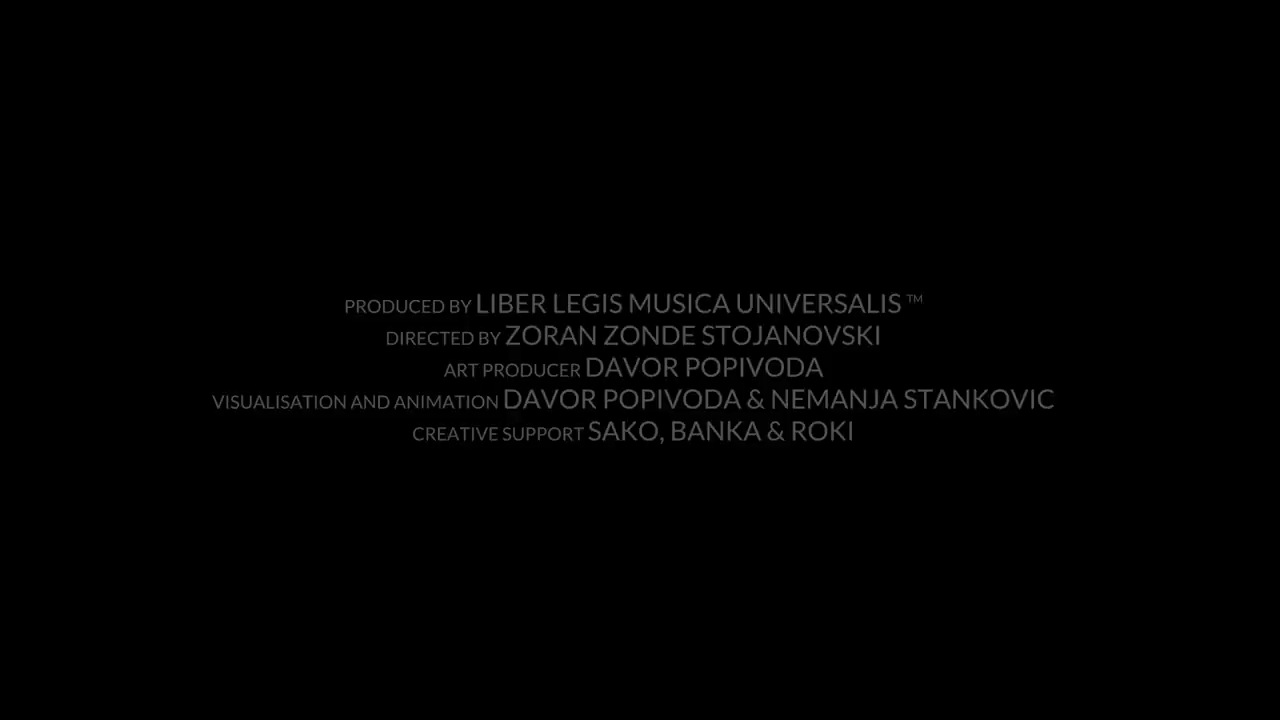 PRODUCED BY LIBER LEGIS MUSICA UNIVERSALIS ™
DIRECTED BY ZORAN ZONDE STOJANOVSKI
ART PRODUCER DAVOR POPIVODA
VISUALISATION AND ANIMATION DAVOR POPIVODA & NEMANJA STANKOVIC
CREATIVE SUPPORT SAKO, BANKA & ROKI